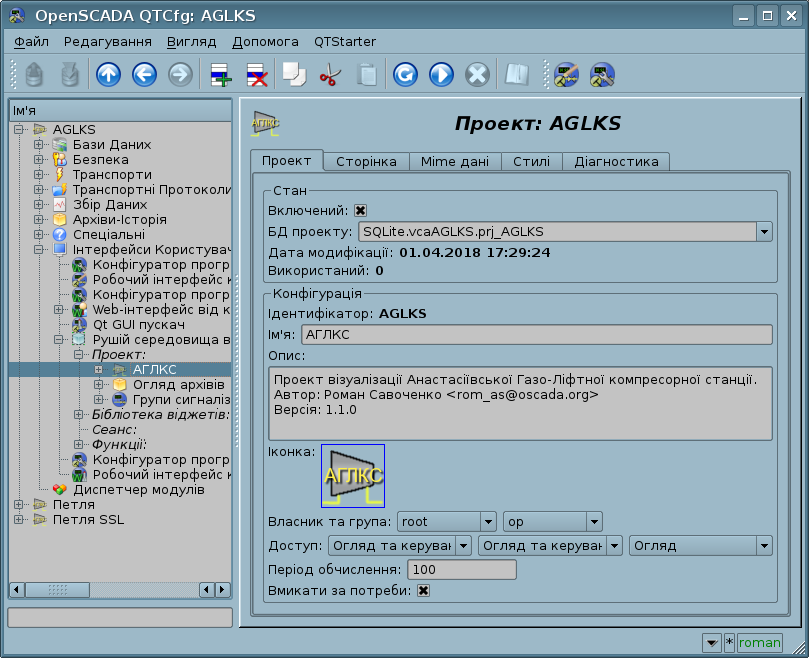 OpenSCADA QTCfg: AGLKS
Файл Редагування Вигляд Допомога QTStarter
Ім'я
AGLKS
Бази Даних
Безпека
Транспорти
Транспортні Протоколи
Збір Даних
Архіви-Історія
Спеціальні
Інтерфейси Користувач
Конфігуратор прогр
Робочий інтерфейс к
Конфігуратор прогр
Web-інтерфейс від к
Qt GUI пускач
Рушій середовища в
Проект:
АГЛКС
Огляд архівів
Групи сигналіз
Бібліотека віджетів:
Сеанс:
Функції:
Конфігуратор прогр
Робочий інтерфейс к
Диспетчер модулів
Петля
Петля SSL
АГЛКС
Проект: AGLKS
Проект Сторінка Mime дані Стилі Діагностика
Стан
Включений:
БД проекту: SQLite.vcaAGLKS.prj_AGLKS
Дата модифікації: 01.04.2018 17:29:24
Використаний: 0
Конфігурація
Ідентифікатор: AGLKS
Ім'я: АГЛКС
Опис:
Проект візуалізації Анастасіївської Газо-Ліфтної компресорної станції.
Автор: Роман Савоченко <rom_as@oscada.org>
Версія: 1.1.0
Іконка: АГЛКС
Власник та група: root op
Доступ: Огляд та керуван Огляд та керуван Огляд
Період обчислення: 100
Вмикати за потреби:
* roman